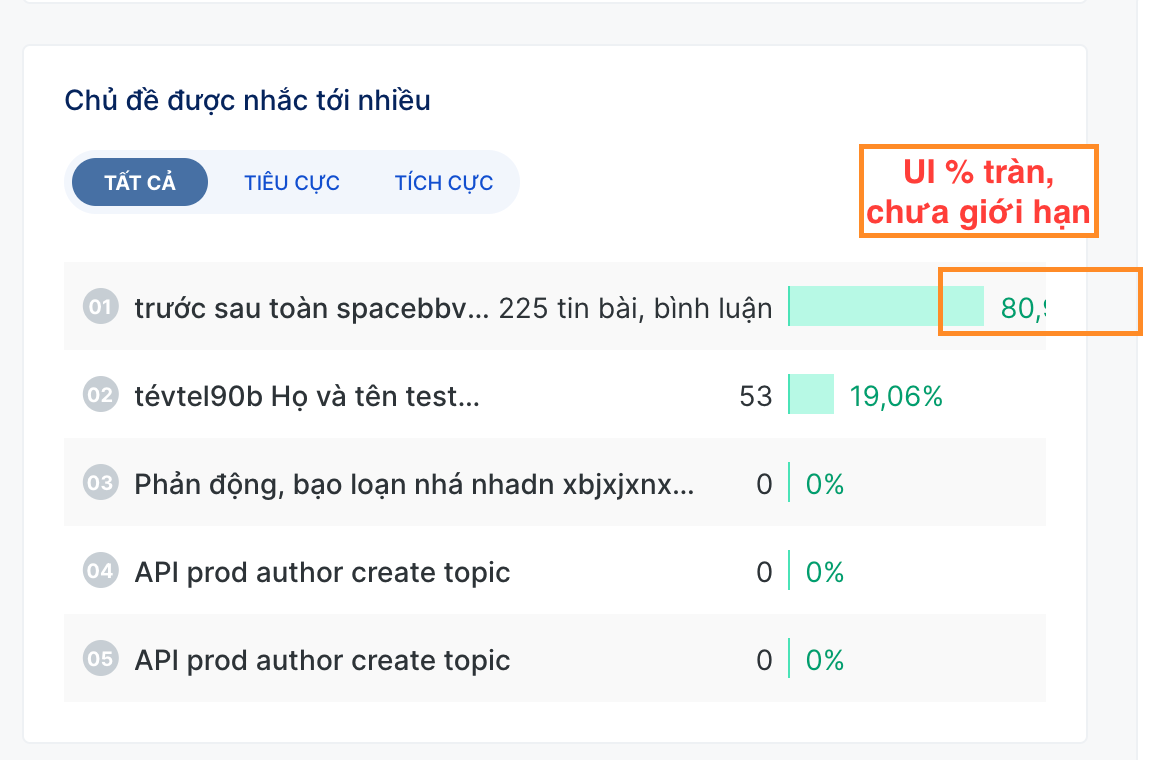 Chủ đề được nhắc tới nhiều
TẤT CẢ TIÊU CỰC TÍCH CỰC
UI % tràn,
chưa giới hạn
01 trước sau toàn spacebbv... 225 tin bài, bình luận 80,9
02 tévtel90b Họ và tên test... 53 19,06%
03 Phản động, bạo loạn nhá nhadn xbjxjxnx... 0 0%
04 API prod author create topic 0 0%
05 API prod author create topic 0 0%